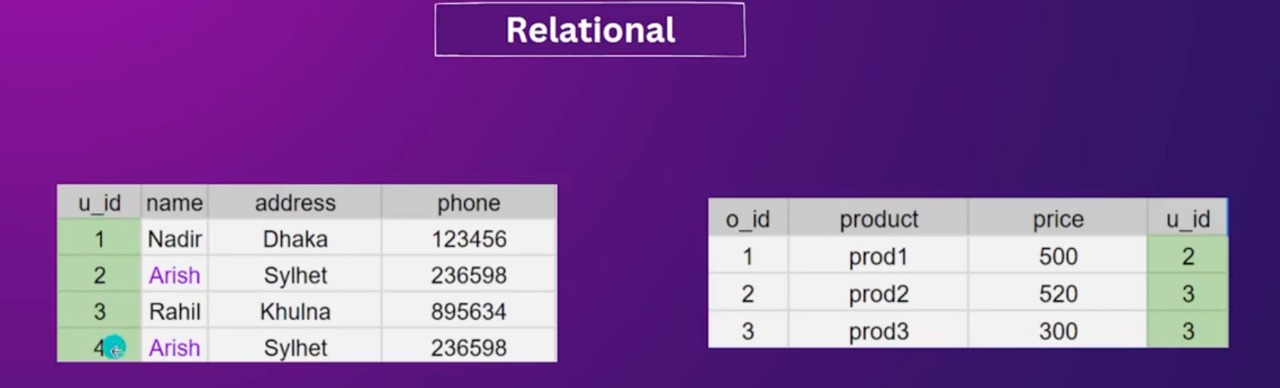 Relational
u_id name address phone
1 Nadir Dhaka 123456
2 Arish Sylhet 236598
3 Rahil Khulna 895634
4 Arish Sylhet 236598
o_id product price u_id
1 prod1 500 2
2 prod2 520 3
3 prod3 300 3